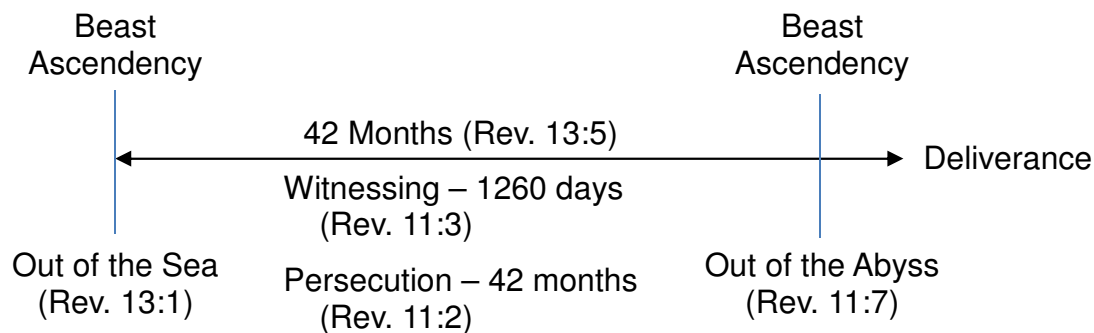 Beast
Ascendency
Beast
Ascendency
42 Months (Rev. 13:5)
Deliverance
Witnessing – 1260 days
(Rev. 11:3)
Out of the Sea
(Rev. 13:1)
Persecution – 42 months
(Rev. 11:2)
Out of the Abyss
(Rev. 11:7)